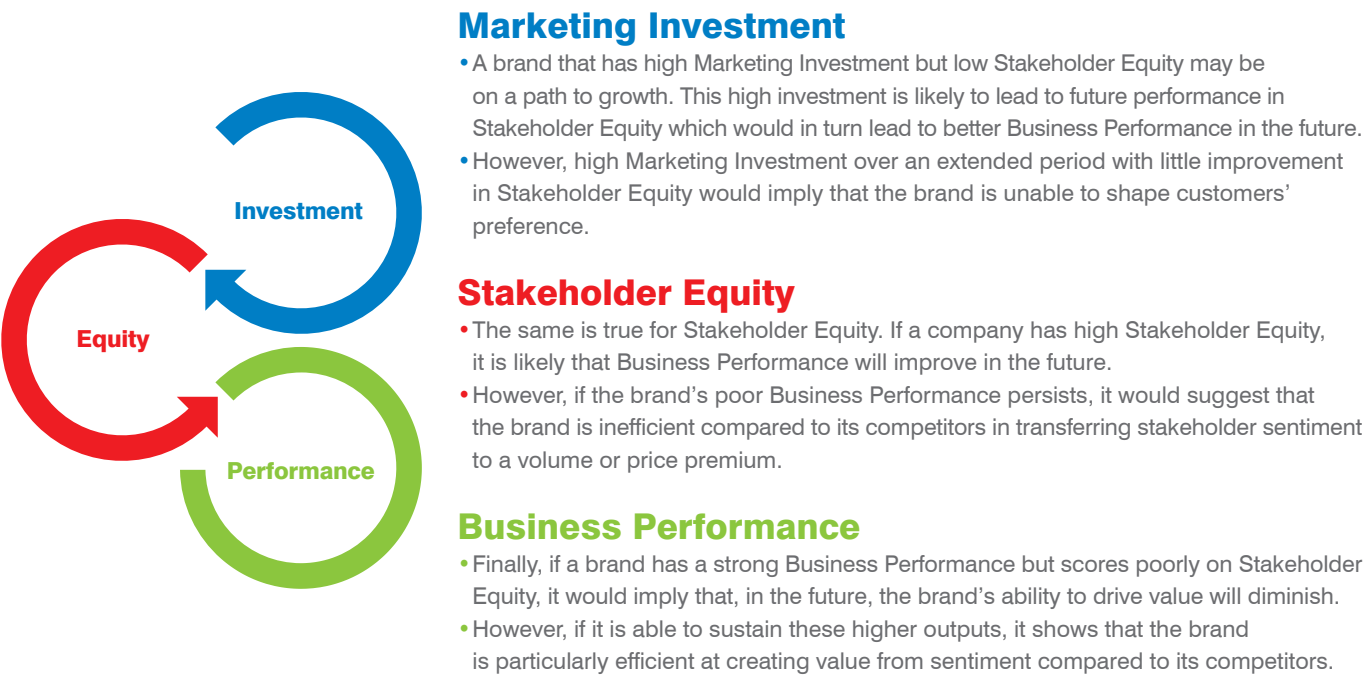 Marketing Investment
•A brand that has high Marketing Investment but low Stakeholder Equity may be
on a path to growth. This high investment is likely to lead to future performance in
Stakeholder Equity which would in turn lead to better Business Performance in the future.
•However, high Marketing Investment over an extended period with little improvement
in Stakeholder Equity would imply that the brand is unable to shape customers’
preference.
Investment
Stakeholder Equity
•The same is true for Stakeholder Equity. If a company has high Stakeholder Equity,
it is likely that Business Performance will improve in the future.
•However, if the brand’s poor Business Performance persists, it would suggest that
the brand is inefficient compared to its competitors in transferring stakeholder sentiment
to a volume or price premium.
Equity
Business Performance
•Finally, if a brand has a strong Business Performance but scores poorly on Stakeholder
Equity, it would imply that, in the future, the brand’s ability to drive value will diminish.
•However, if it is able to sustain these higher outputs, it shows that the brand
is particularly efficient at creating value from sentiment compared to its competitors.
Performance